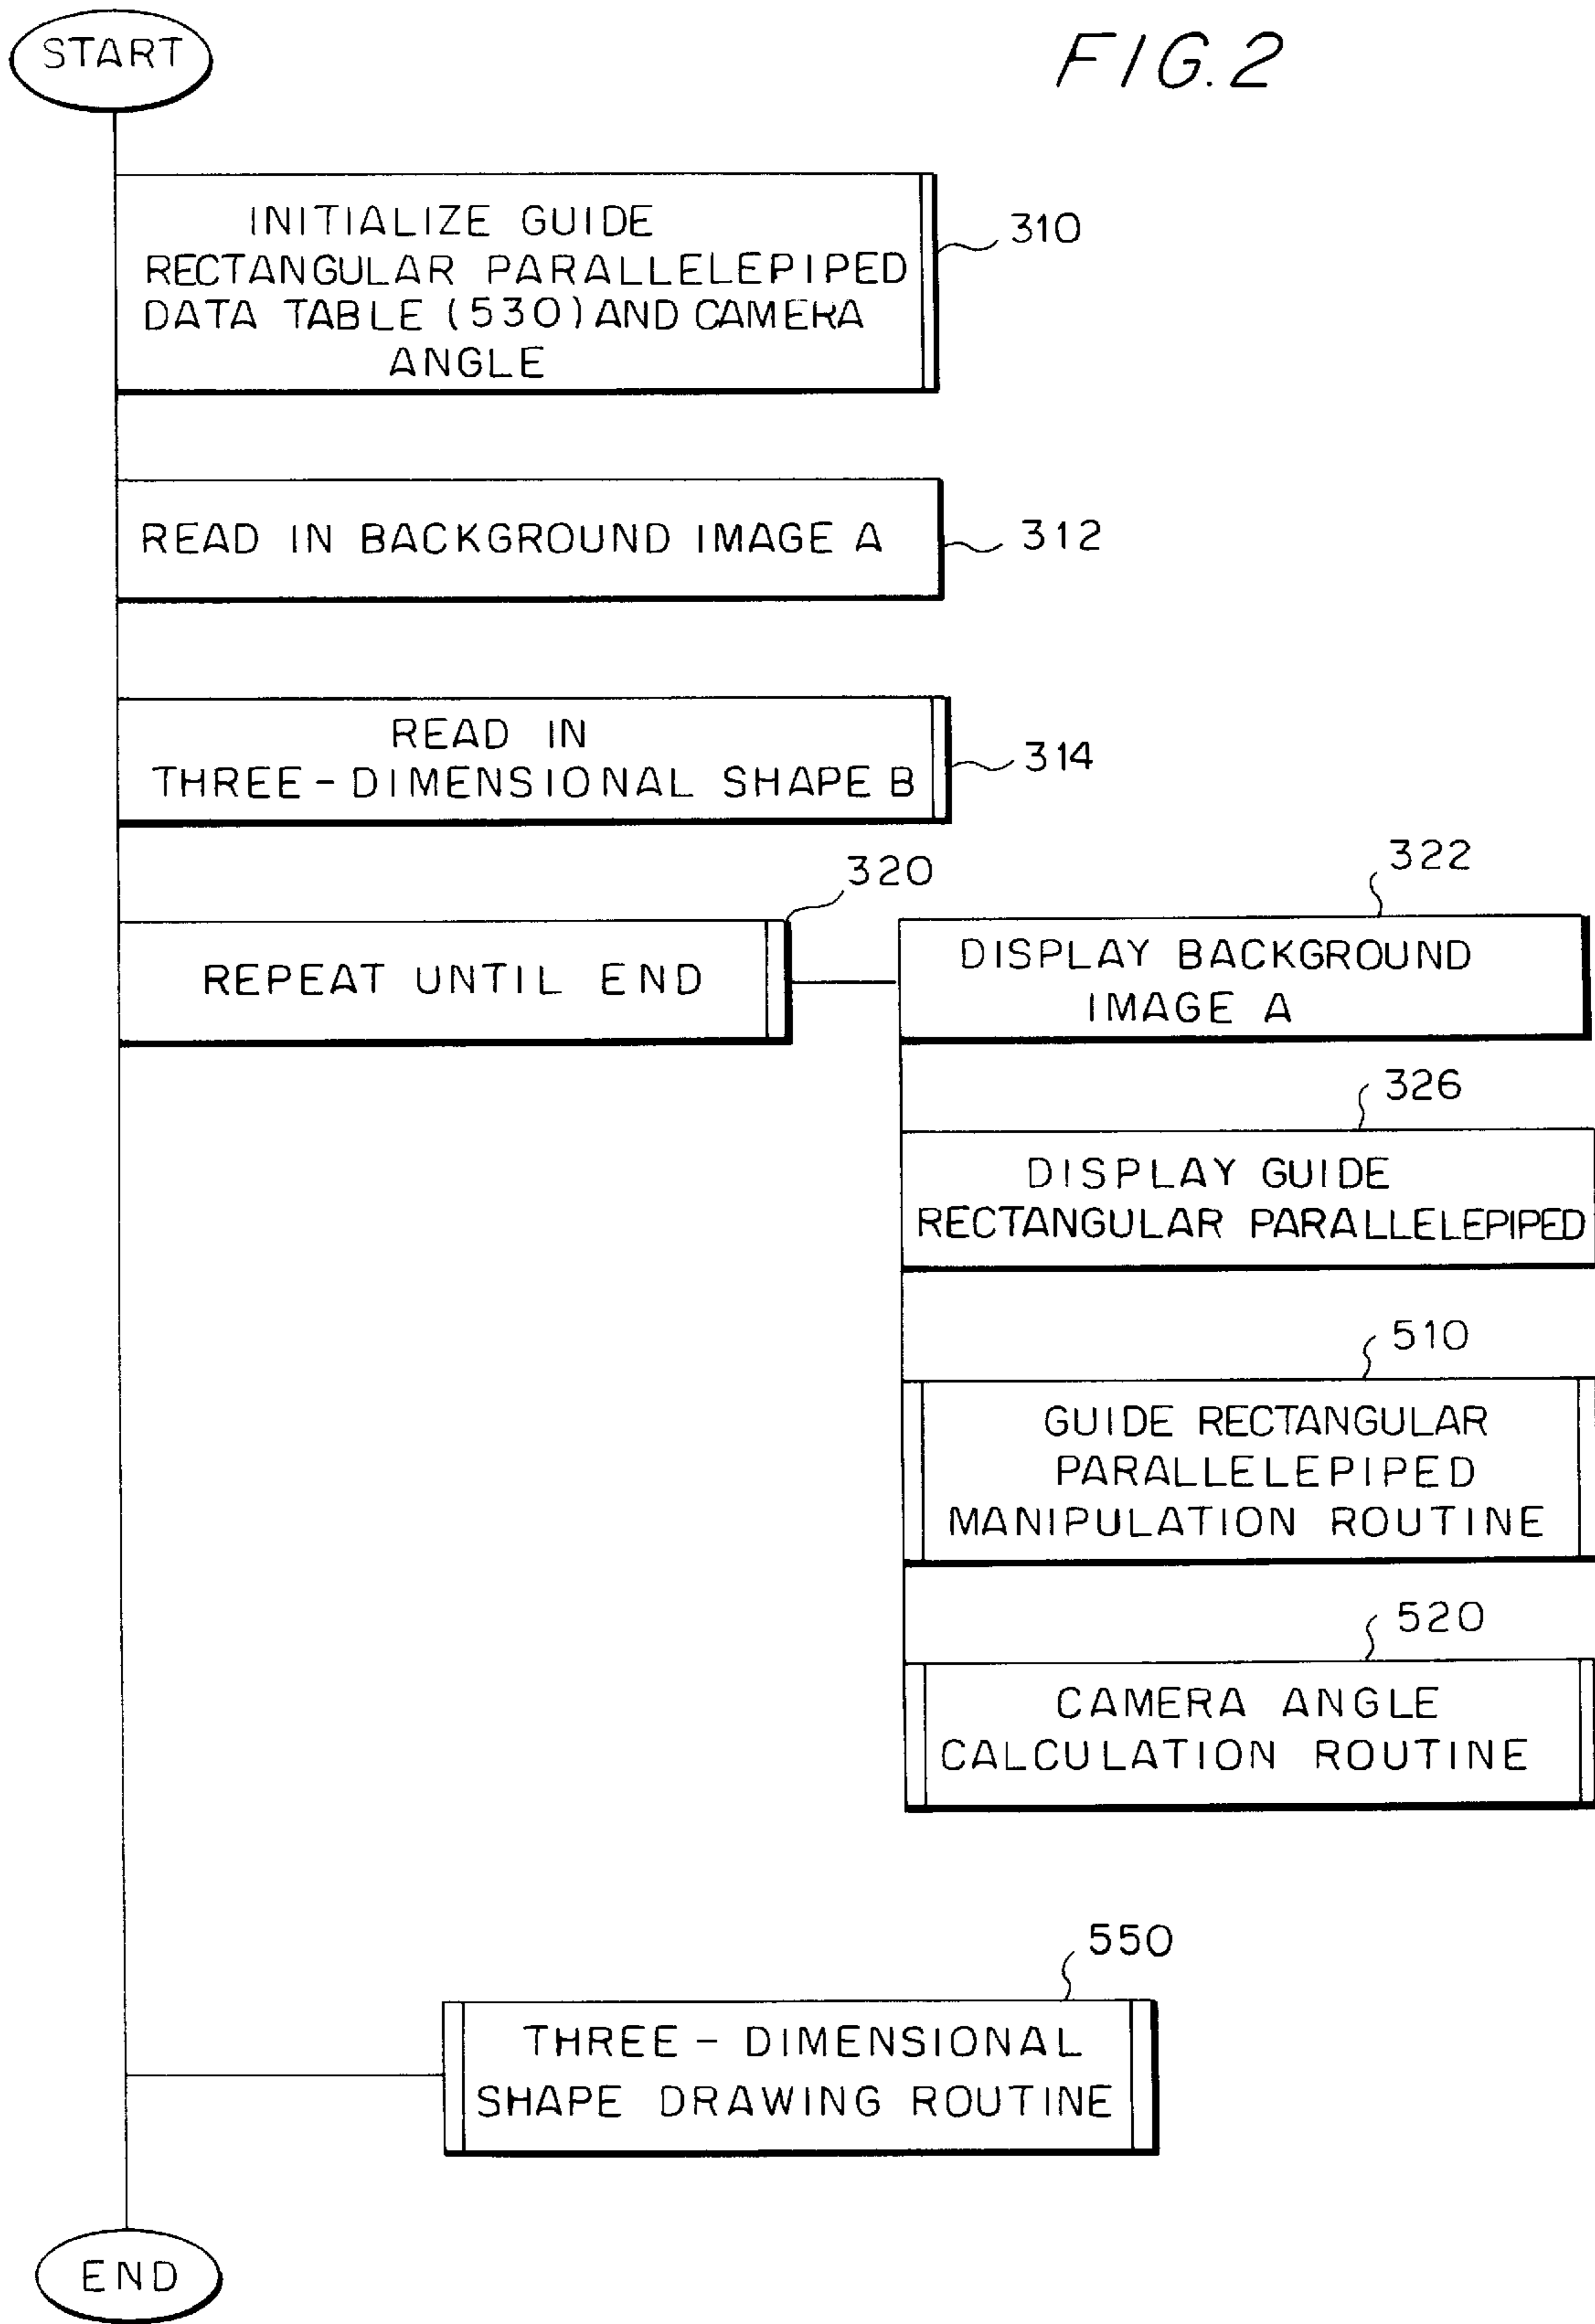 START
FIG. 2
INITIALIZE GUIDE
RECTANGULAR PARALLELEPIPED
DATA TABLE (530) AND CAMERA
ANGLE
310
READ IN BACKGROUND IMAGE A
312
READ IN
THREE-DIMENSIONAL SHAPE B
314
320
REPEAT UNTIL END
322
DISPLAY BACKGROUND
IMAGE A
326
DISPLAY GUIDE
RECTANGULAR PARALLELEPIPED
510
GUIDE RECTANGULAR
PARALLELEPIPED
MANIPULATION ROUTINE
520
CAMERA ANGLE
CALCULATION ROUTINE
550
THREE-DIMENSIONAL
SHAPE DRAWING ROUTINE
END